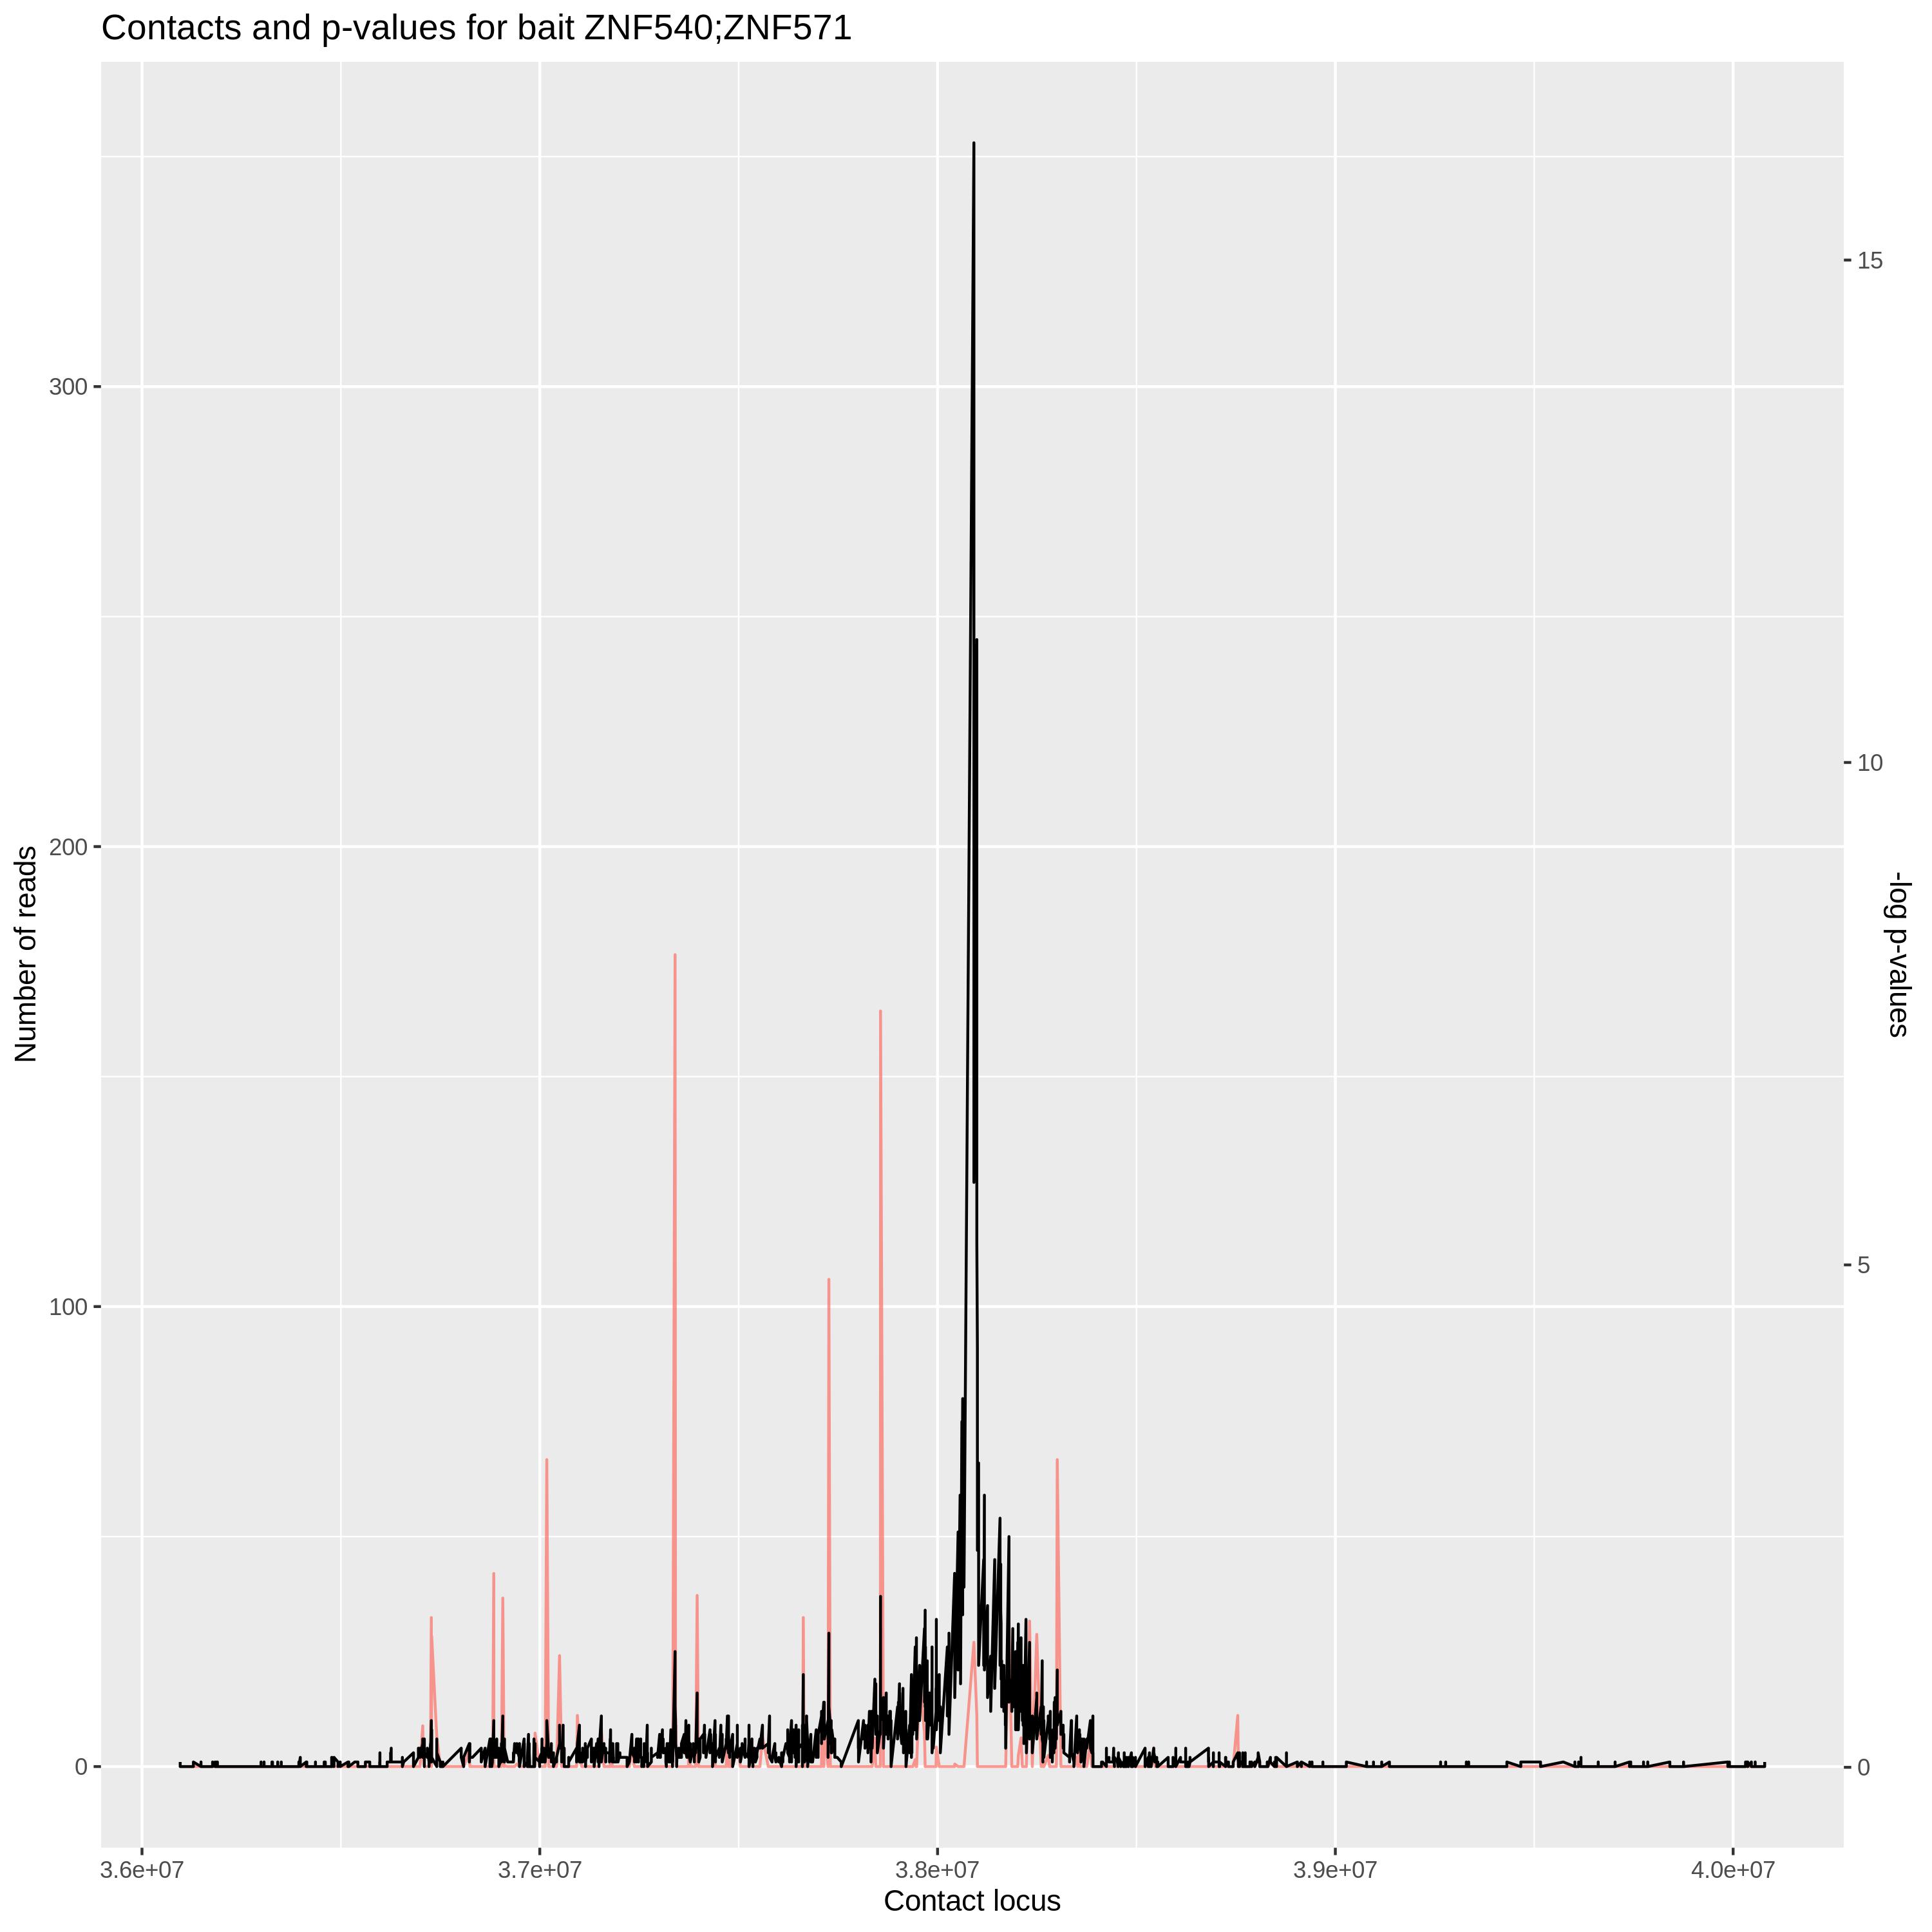 Contacts and p-values for bait ZNF540;ZNF571
300
200
100
0
Number of reads
15
10
5
0
-log p-values
3.6e+07 3.7e+07 3.8e+07 3.9e+07 4.0e+07
Contact locus